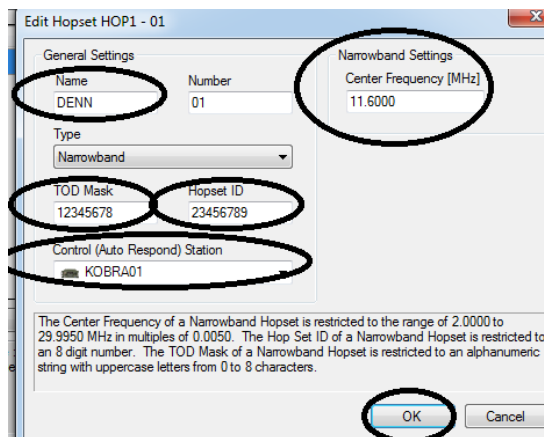 Edit Hopset HOP1 - 01
General Settings
Name
Number
DENN
01
Type
Narrowband
TOD Mask
Hopset ID
12345678
23456789
Control (Auto Respond) Station
KOBRA01
Narrowband Settings
Center Frequency [MHz]
11.6000
The Center Frequency of a Narrowband Hopset is restricted to the range of 2.0000 to
29.9950 MHz in multiples of 0.0050. The Hop Set ID of a Narrowband Hopset is restricted to
an 8 digit number. The TOD Mask of a Narrowband Hopset is restricted to an alphanumeric
string with uppercase letters from 0 to 8 characters.
OK
Cancel